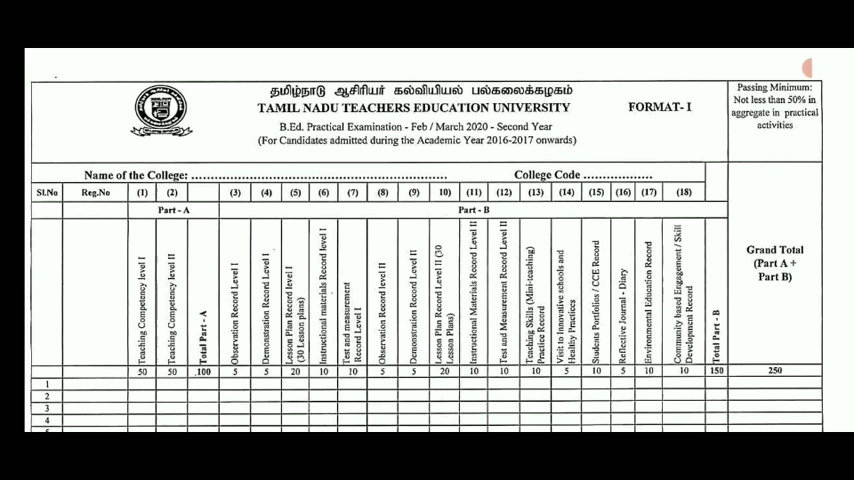 தமிழ்நாடு ஆசிரியர் கல்வியியல் பல்கலைக்கழகம்
TAMIL NADU TEACHERS EDUCATION UNIVERSITY
FORMAT- I
B.Ed. Practical Examination - Feb / March 2020 - Second Year
(For Candidates admitted during the Academic Year 2016-2017 onwards)
Passing Minimum:
Not less than 50% in
aggregate in practical
activities
Name of the College: ................................................................ College Code ..................
Sl.No Reg.No (1) (2) (3) (4) (5) (6) (7) (8) (9) 10) (11) (12) (13) (14) (15) (16) (17) (18)
Part - A Part - B
Teaching Competency level I
Teaching Competency level II
Total Part - A
Observation Record Level I
Demonstration Record Level I
Lesson Plan Record level I
(30 Lesson plans)
Instructional materials Record level I
Test and measurement
Record Level I
Observation Record level II
Demonstration Record Level II
Lesson Plan Record Level II (30
Lesson Plans)
Instructional Materials Record Level II
Test and Measurement Record Level II
Teaching Skills (Mini-teaching)
Practice Record
Visit to Innovative schools and
Healthy Practices
Students Portfolios / CCE Record
Reflective Journal - Diary
Environmental Education Record
Community based Engagement / Skill
Development Record
Total Part - B
Grand Total
(Part A +
Part B)
50 50 100 5 5 20 10 10 5 5 20 10 10 10 5 10 5 10 10 150 250
1
2
3
4